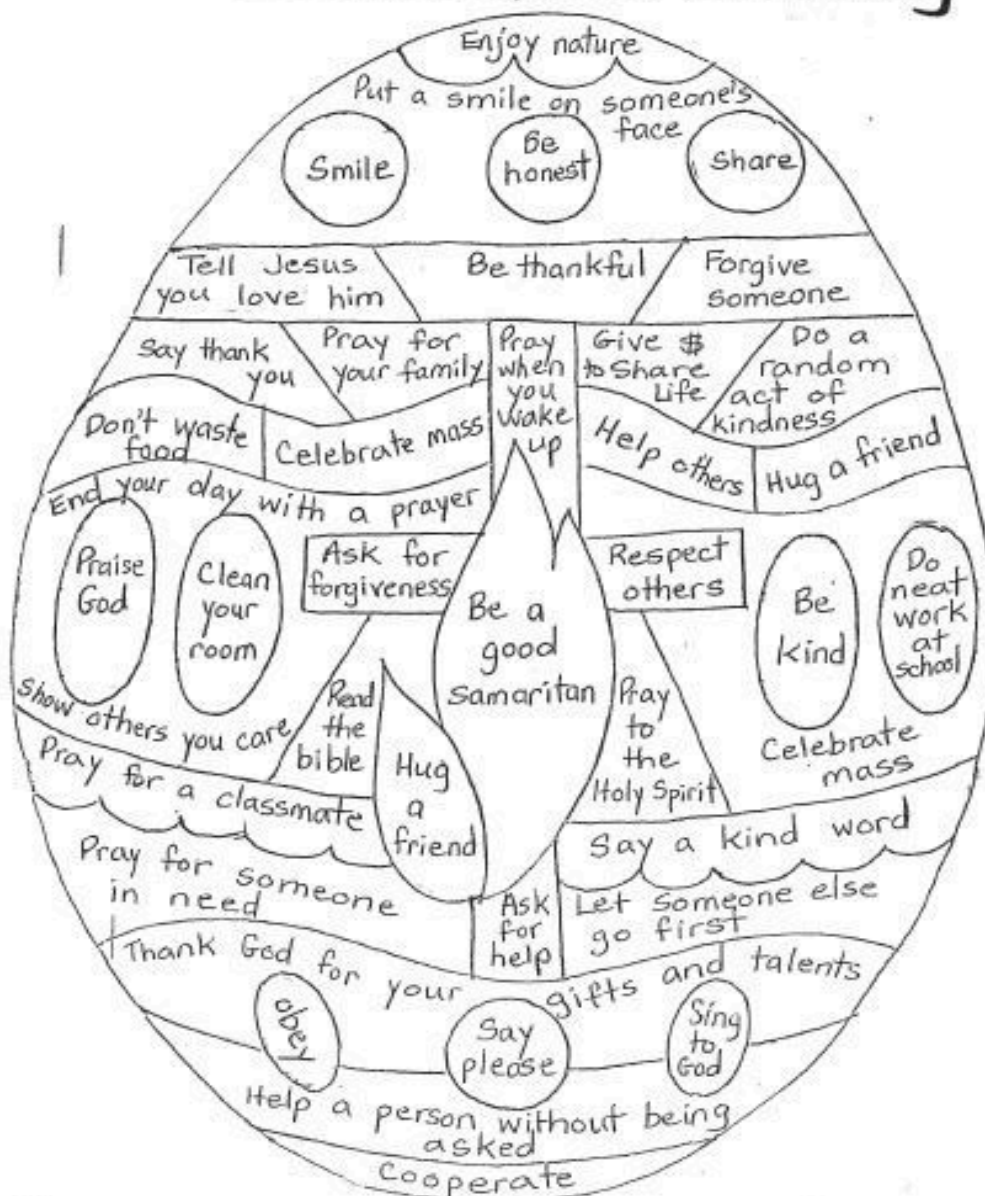 Enjoy nature
Put a smile on someone's
face
Smile
Be
honest
Share
Tell Jesus
you love him
Be thankful
Forgive
someone
Say thank
you
Pray for
your family
Pray
when
you
wake
up
Give $
to Share
Life
Do a
random
act of
kindness
Don't waste
food
Celebrate mass
Help others
Hug a friend
End your day with a prayer
Praise
God
Clean
your
room
Ask for
forgiveness
Be a
good
Samaritan
Respect
others
Be
kind
Do
neat
work
at
school
Show others you care
Read
the
bible
Hug
a
friend
Pray
to
the
Holy Spirit
Celebrate
mass
Pray for a classmate
Say a kind word
Pray for someone
in need
Ask
for
help
Let someone else
go first
Thank God for your gifts and talents
obey
Say
please
Sing
to
God
Help a person without being
asked
Cooperate